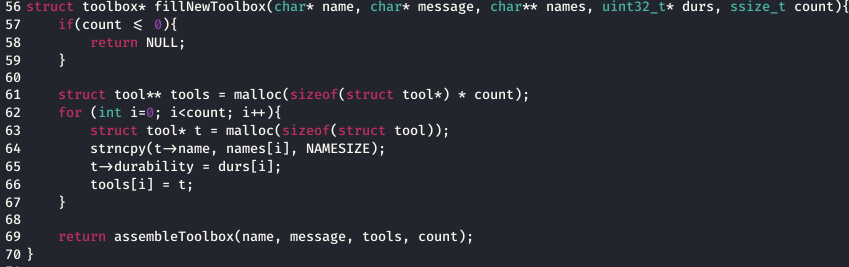 56 struct toolbox* fillNewToolbox(char* name, char* message, char** names, uint32_t* durs, ssize_t count){
57     if(count <= 0){
58         return NULL;
59     }
60
61     struct tool** tools = malloc(sizeof(struct tool*) * count);
62     for (int i=0; i<count; i++){
63         struct tool* t = malloc(sizeof(struct tool));
64         strncpy(t->name, names[i], NAMESIZE);
65         t->durability = durs[i];
66         tools[i] = t;
67     }
68
69     return assembleToolbox(name, message, tools, count);
70 }